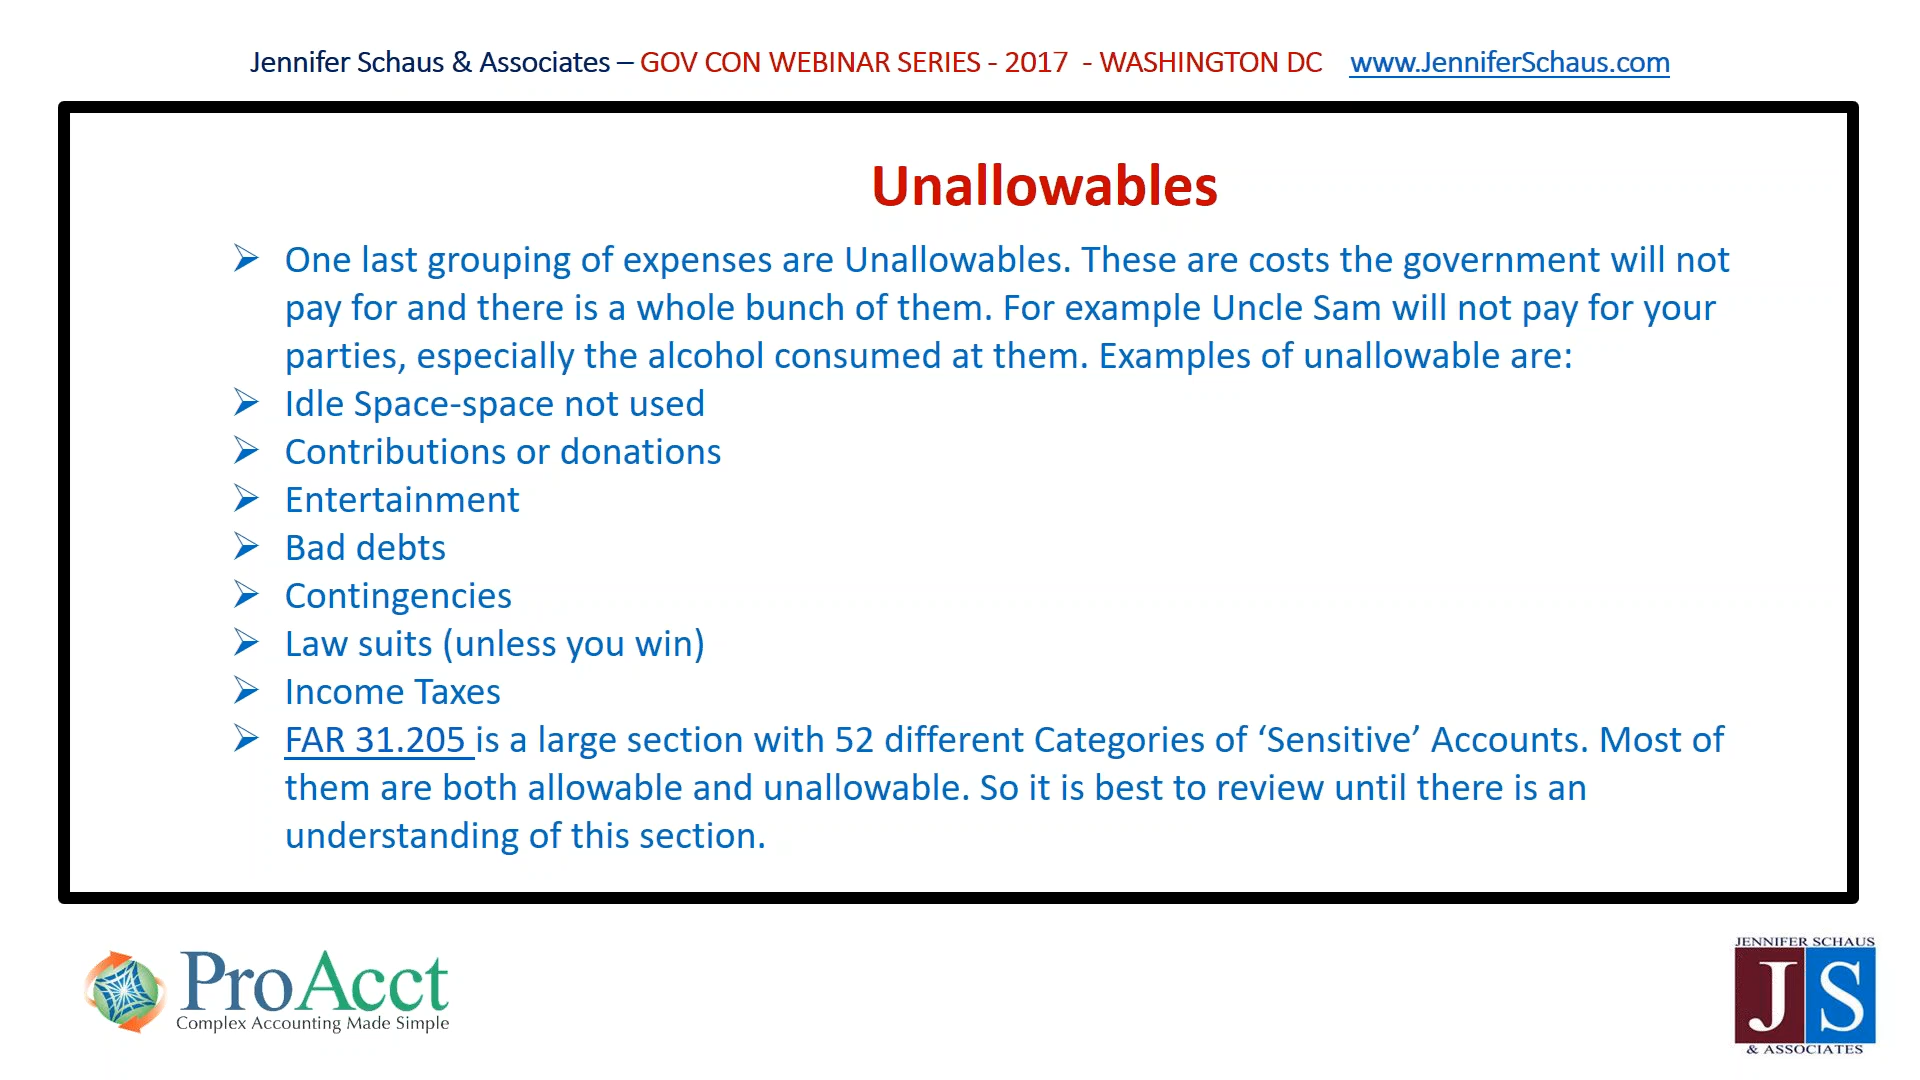 Jennifer Schaus & Associates – GOV CON WEBINAR SERIES - 2017 - WASHINGTON DC www.JenniferSchaus.com
Unallowables
➢ One last grouping of expenses are Unallowables. These are costs the government will not
pay for and there is a whole bunch of them. For example Uncle Sam will not pay for your
parties, especially the alcohol consumed at them. Examples of unallowable are:
➢ Idle Space-space not used
➢ Contributions or donations
➢ Entertainment
➢ Bad debts
➢ Contingencies
➢ Law suits (unless you win)
➢ Income Taxes
➢ FAR 31.205 is a large section with 52 different Categories of ‘Sensitive’ Accounts. Most of
them are both allowable and unallowable. So it is best to review until there is an
understanding of this section.
ProAcct
Complex Accounting Made Simple
JENNIFER SCHAUS
JS
& ASSOCIATES